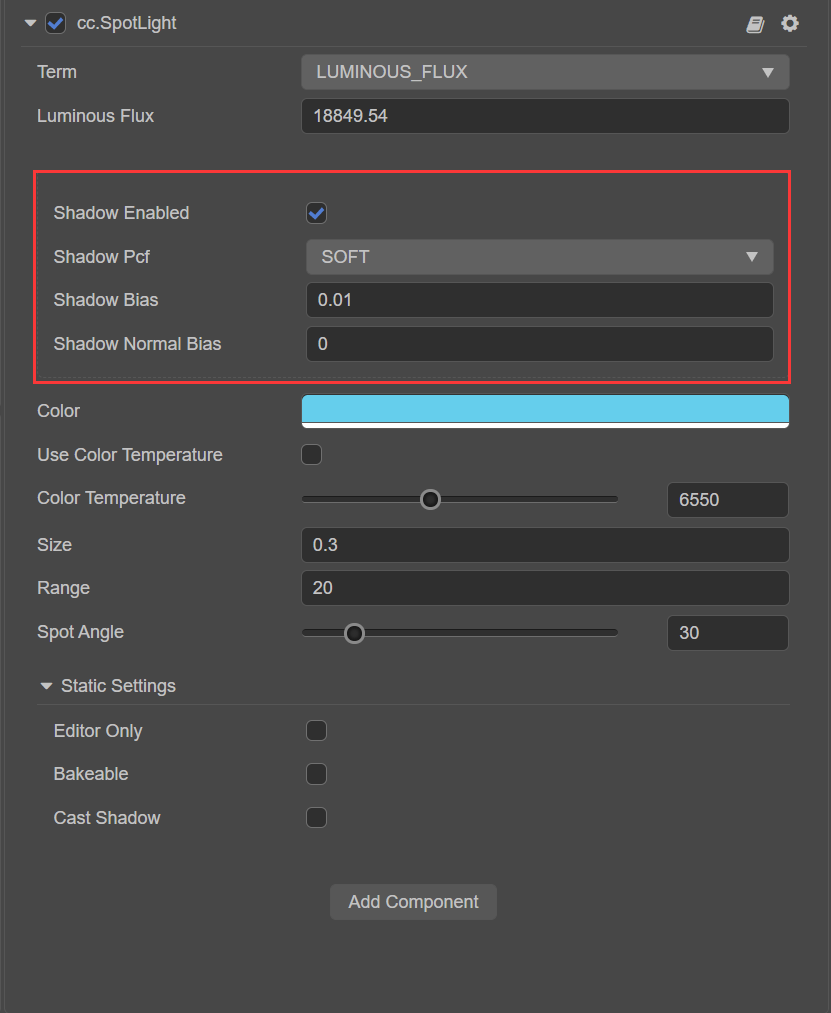 cc.SpotLight
Term LUMINOUS_FLUX
Luminous Flux 18849.54
Shadow Enabled
Shadow Pcf SOFT
Shadow Bias 0.01
Shadow Normal Bias 0
Color
Use Color Temperature
Color Temperature 6550
Size 0.3
Range 20
Spot Angle 30
Static Settings
Editor Only
Bakeable
Cast Shadow
Add Component